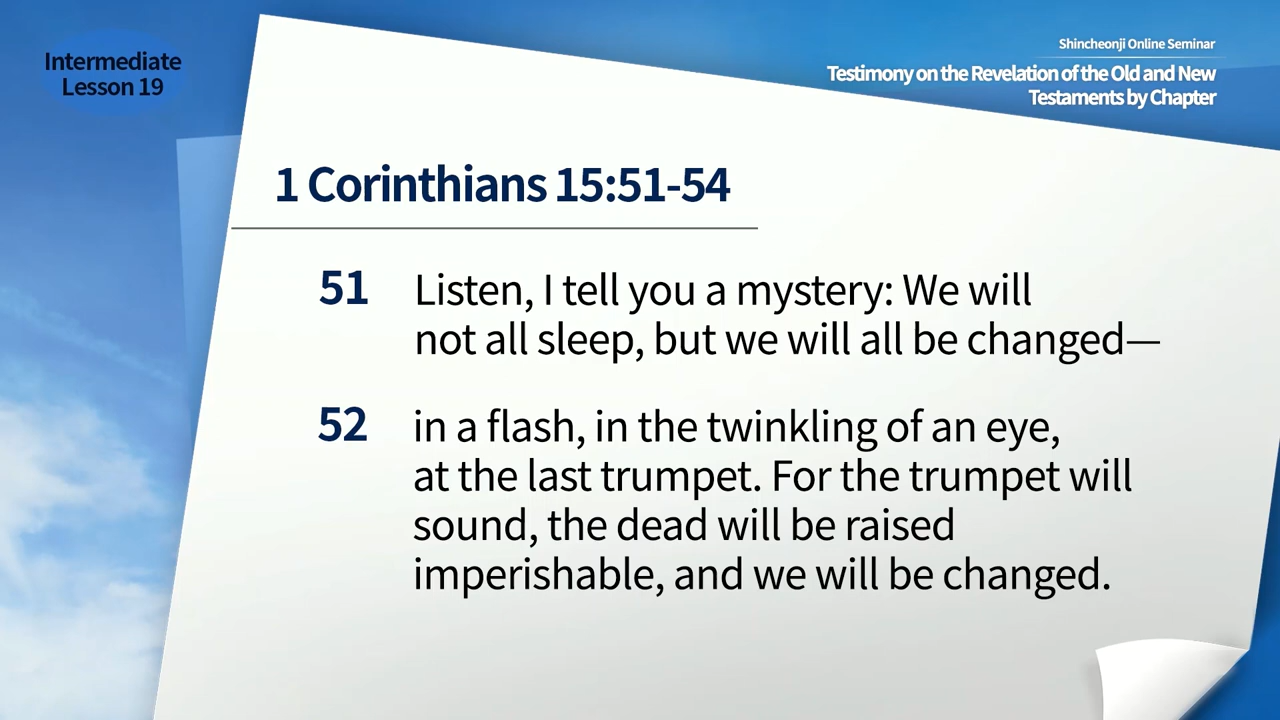 Intermediate
Lesson 19
Shincheonji Online Seminar
Testimony on the Revelation of the Old and New
Testaments by Chapter
1 Corinthians 15:51-54
51 Listen, I tell you a mystery: We will
not all sleep, but we will all be changed—
52 in a flash, in the twinkling of an eye,
at the last trumpet. For the trumpet will
sound, the dead will be raised
imperishable, and we will be changed.